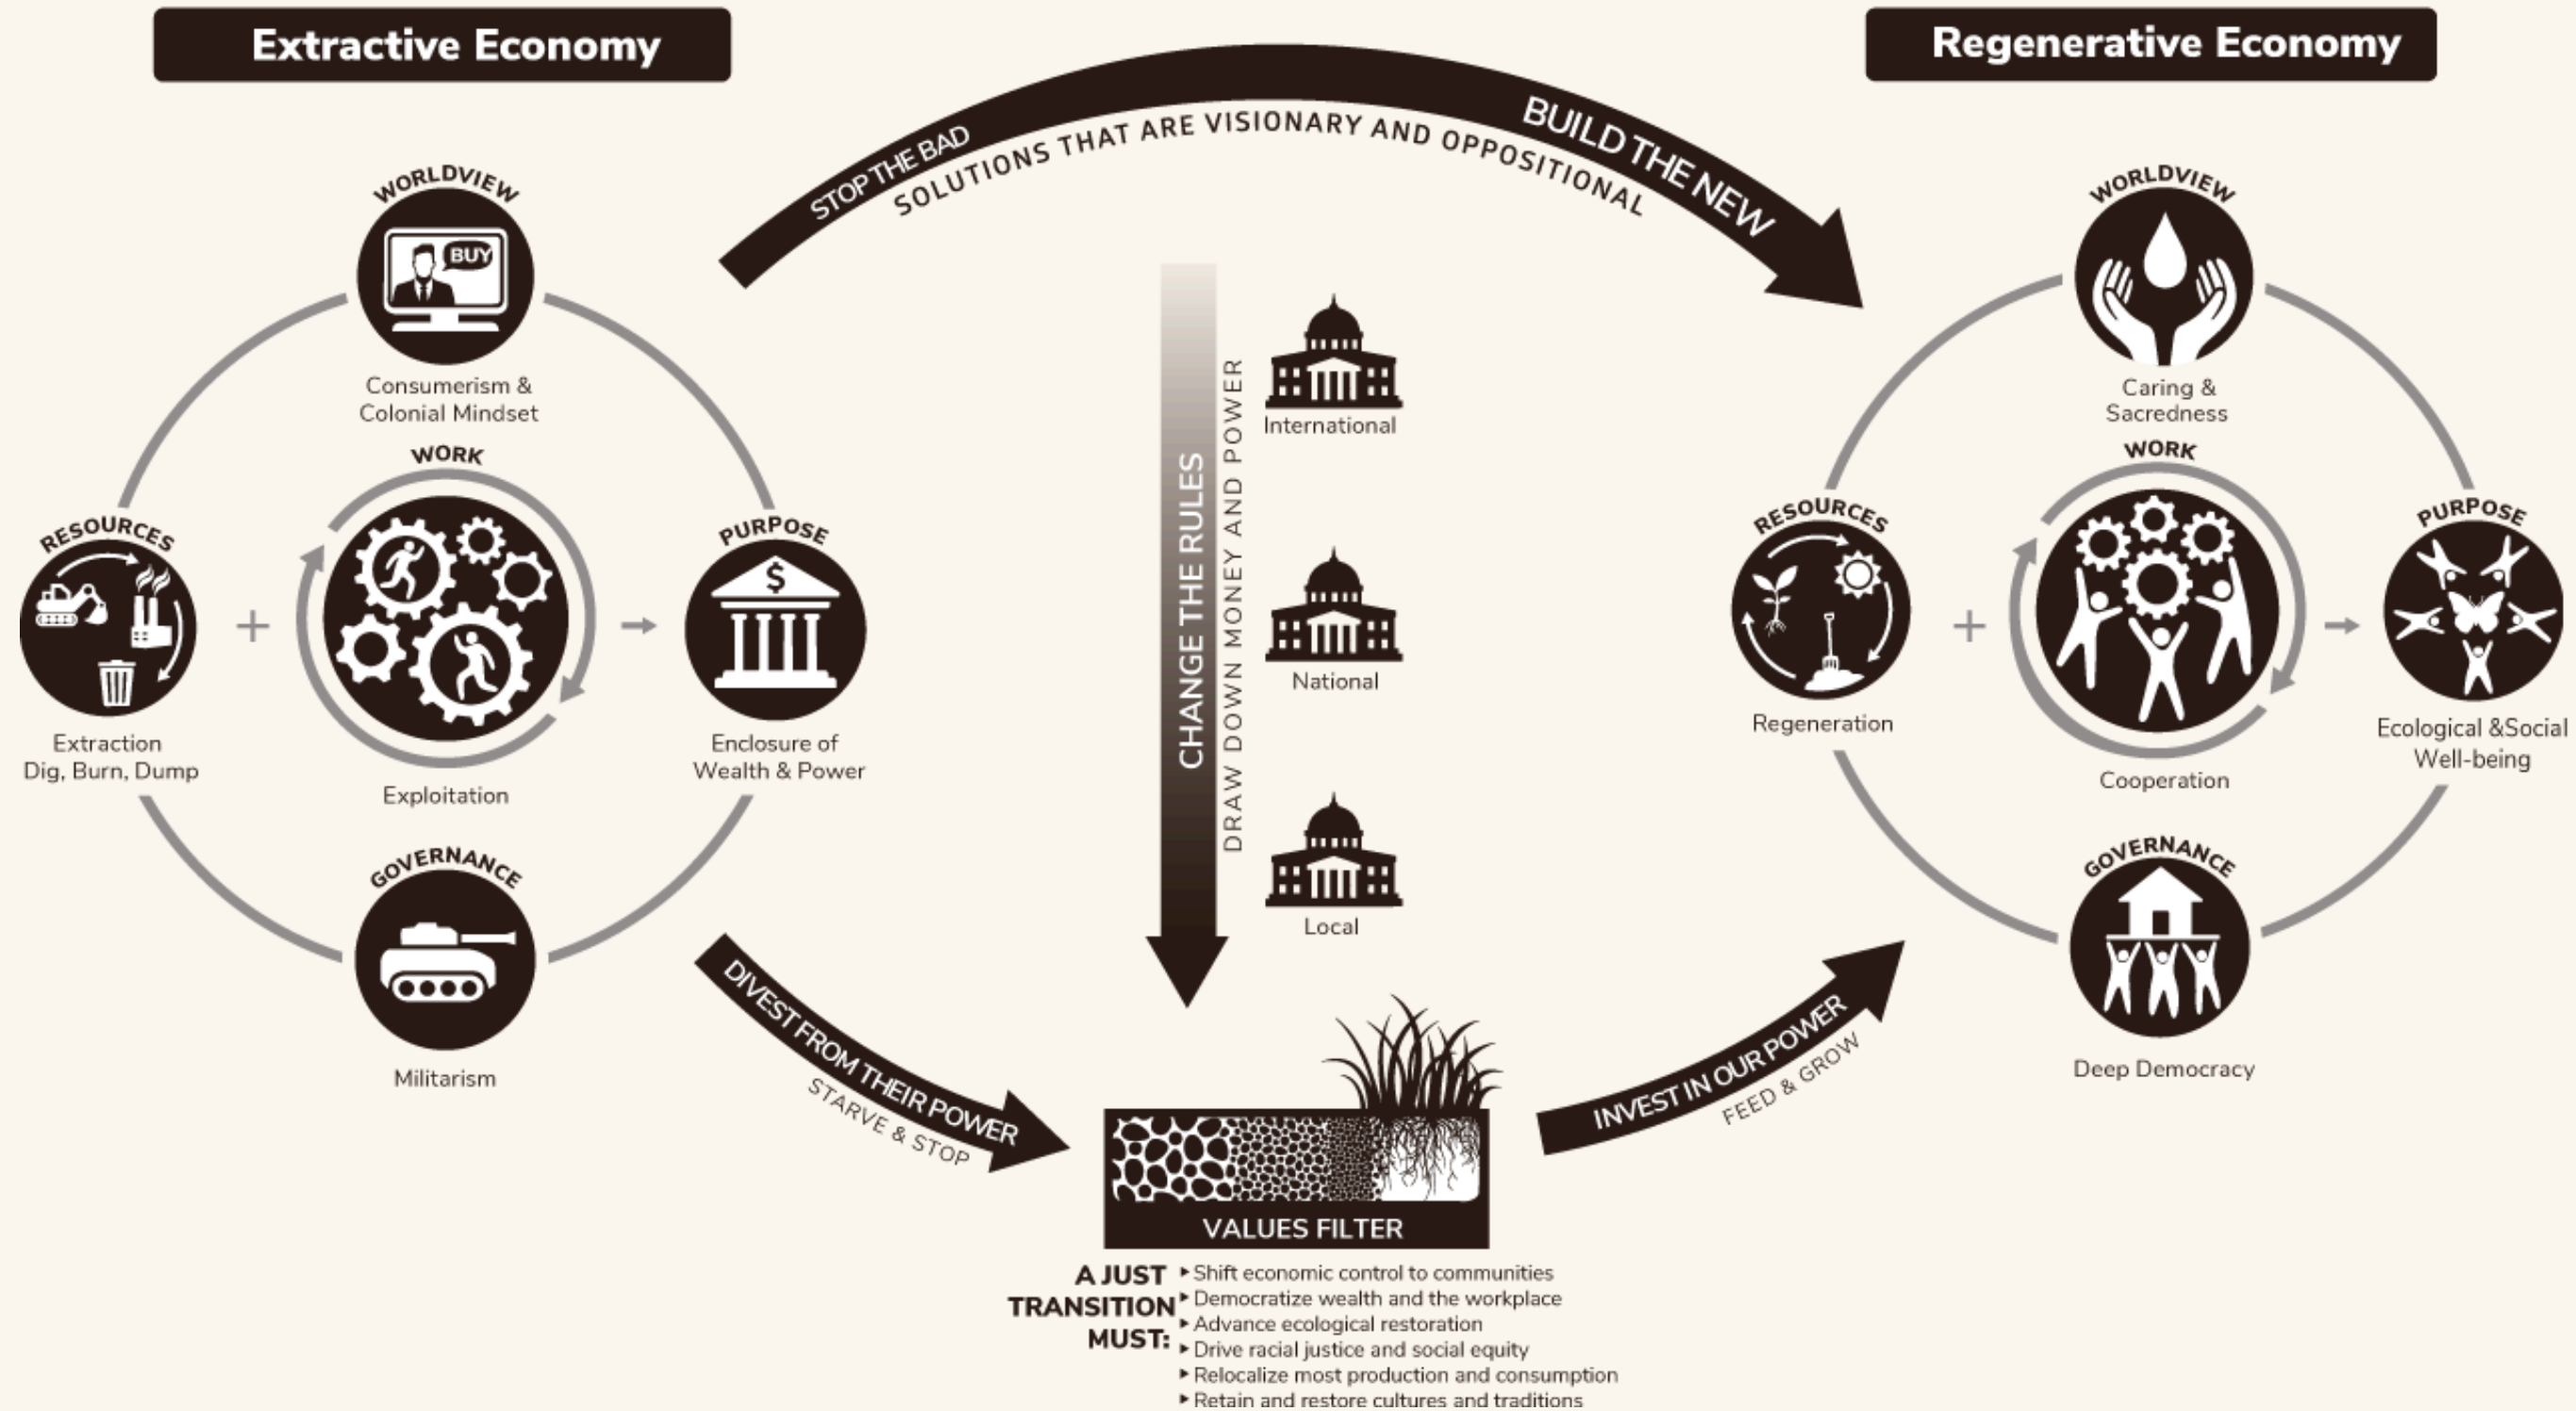 Extractive Economy
Regenerative Economy
STOP THE BAD
BUILD THE NEW
SOLUTIONS THAT ARE VISIONARY AND OPPOSITIONAL
WORLDVIEW
BUY
Consumerism &
Colonial Mindset
WORK
Exploitation
RESOURCES
Extraction
Dig, Burn, Dump
+
PURPOSE
$
Enclosure of
Wealth & Power
GOVERNANCE
Militarism
CHANGE THE RULES
DRAW DOWN MONEY AND POWER
International
National
Local
WORLDVIEW
Caring &
Sacredness
WORK
Cooperation
RESOURCES
Regeneration
+
PURPOSE
Ecological &Social
Well-being
GOVERNANCE
Deep Democracy
DIVEST FROM THEIR POWER
STARVE & STOP
INVEST IN OUR POWER
FEED & GROW
VALUES FILTER
A JUST
TRANSITION
MUST:
Shift economic control to communities
Democratize wealth and the workplace
Advance ecological restoration
Drive racial justice and social equity
Relocalize most production and consumption
Retain and restore cultures and traditions